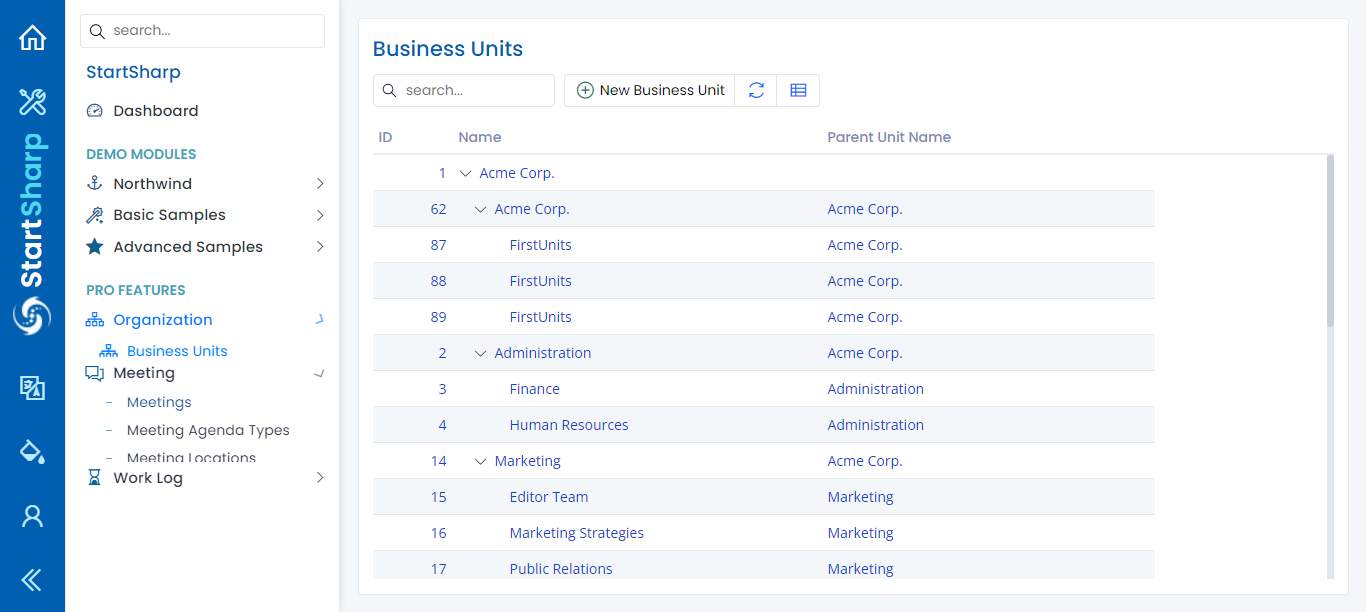 StartSharp
search...
StartSharp
Dashboard
DEMO MODULES
Northwind
Basic Samples
Advanced Samples
PRO FEATURES
Organization
Business Units
Meeting
Meetings
Meeting Agenda Types
Meeting Locations
Work Log
Business Units
search...
New Business Unit
ID Name Parent Unit Name
1 Acme Corp.
62 Acme Corp. Acme Corp.
87 FirstUnits Acme Corp.
88 FirstUnits Acme Corp.
89 FirstUnits Acme Corp.
2 Administration Acme Corp.
3 Finance Administration
4 Human Resources Administration
14 Marketing Acme Corp.
15 Editor Team Marketing
16 Marketing Strategies Marketing
17 Public Relations Marketing